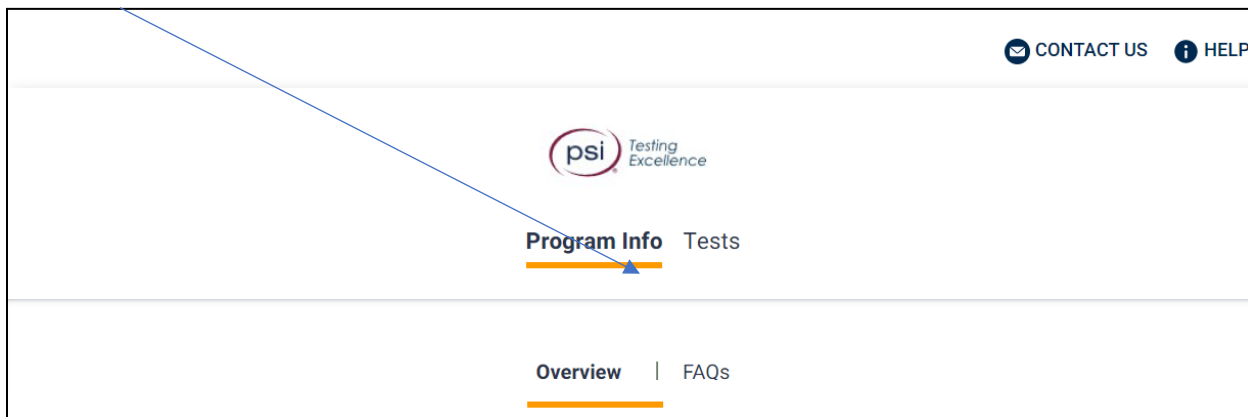 CONTACT US HELP
psi Testing
Excellence
Program Info Tests
Overview | FAQs